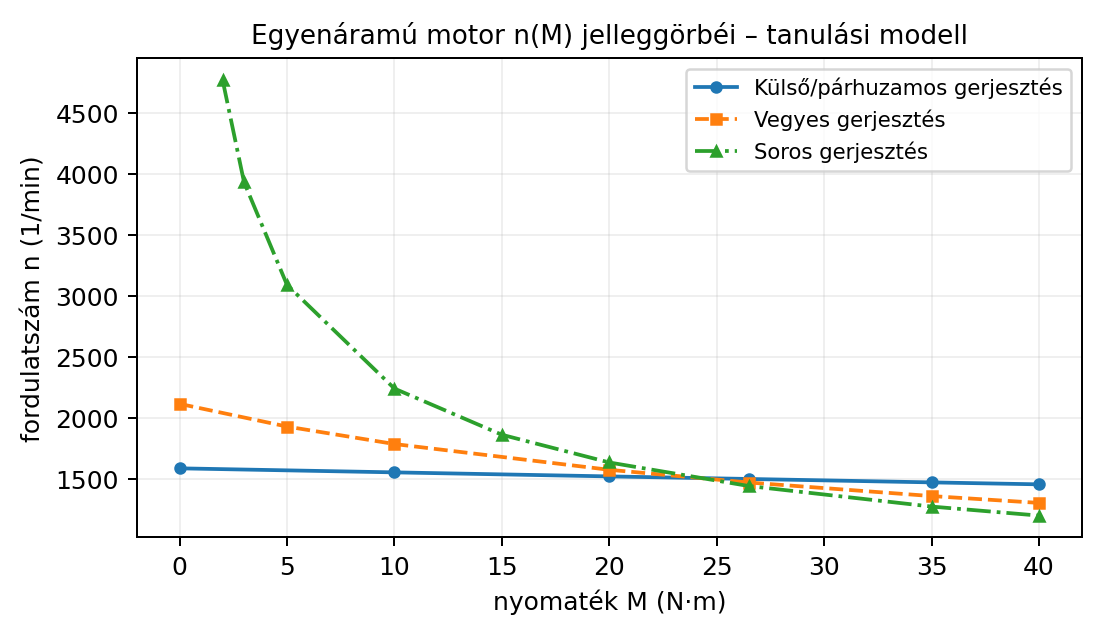 Egyenáramú motor n(M) jelleggörbéi – tanulási modell
Külső/párhuzamos gerjesztés
Vegyes gerjesztés
Soros gerjesztés
fordulatszám n (1/min)
4500
4000
3500
3000
2500
2000
1500
0 5 10 15 20 25 30 35 40
nyomaték M (N·m)